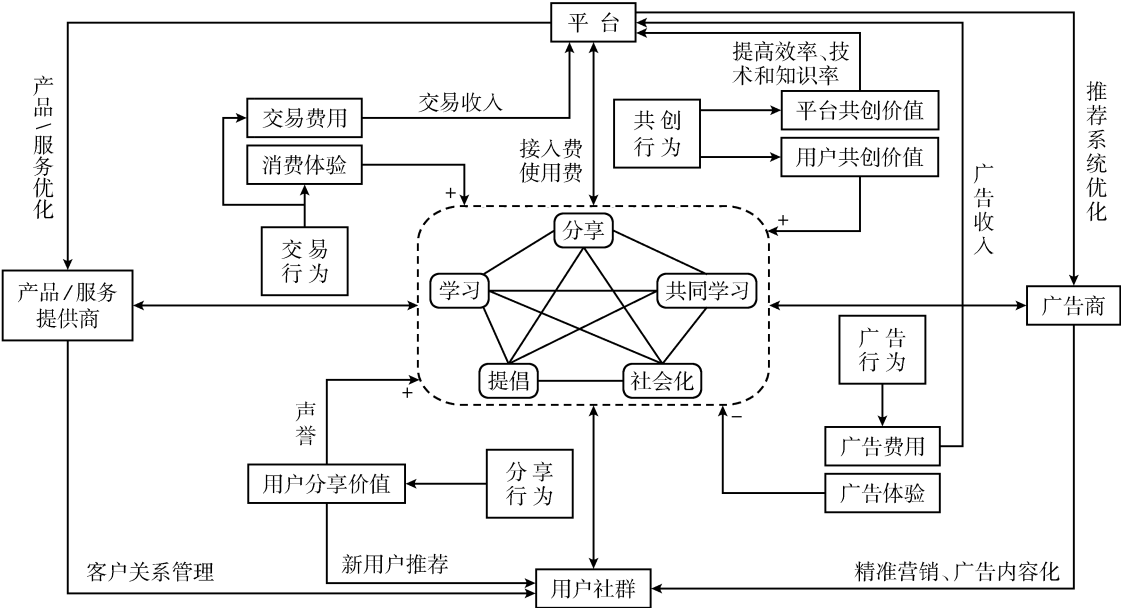 平 台
提高效率、技
术和知识率
产品/服务优化
推荐系统优化
交易费用
交易收入
共 创
行 为
平台共创价值
消费体验
接入费
使用费
用户共创价值
广告收入
+
+
分享
交 易
行 为
学习
共同学习
产品/服务
提供商
广告商
广 告
行 为
提倡
社会化
+
−
声誉
用户分享价值
分 享
行 为
广告费用
广告体验
新用户推荐
客户关系管理
用户社群
精准营销、广告内容化